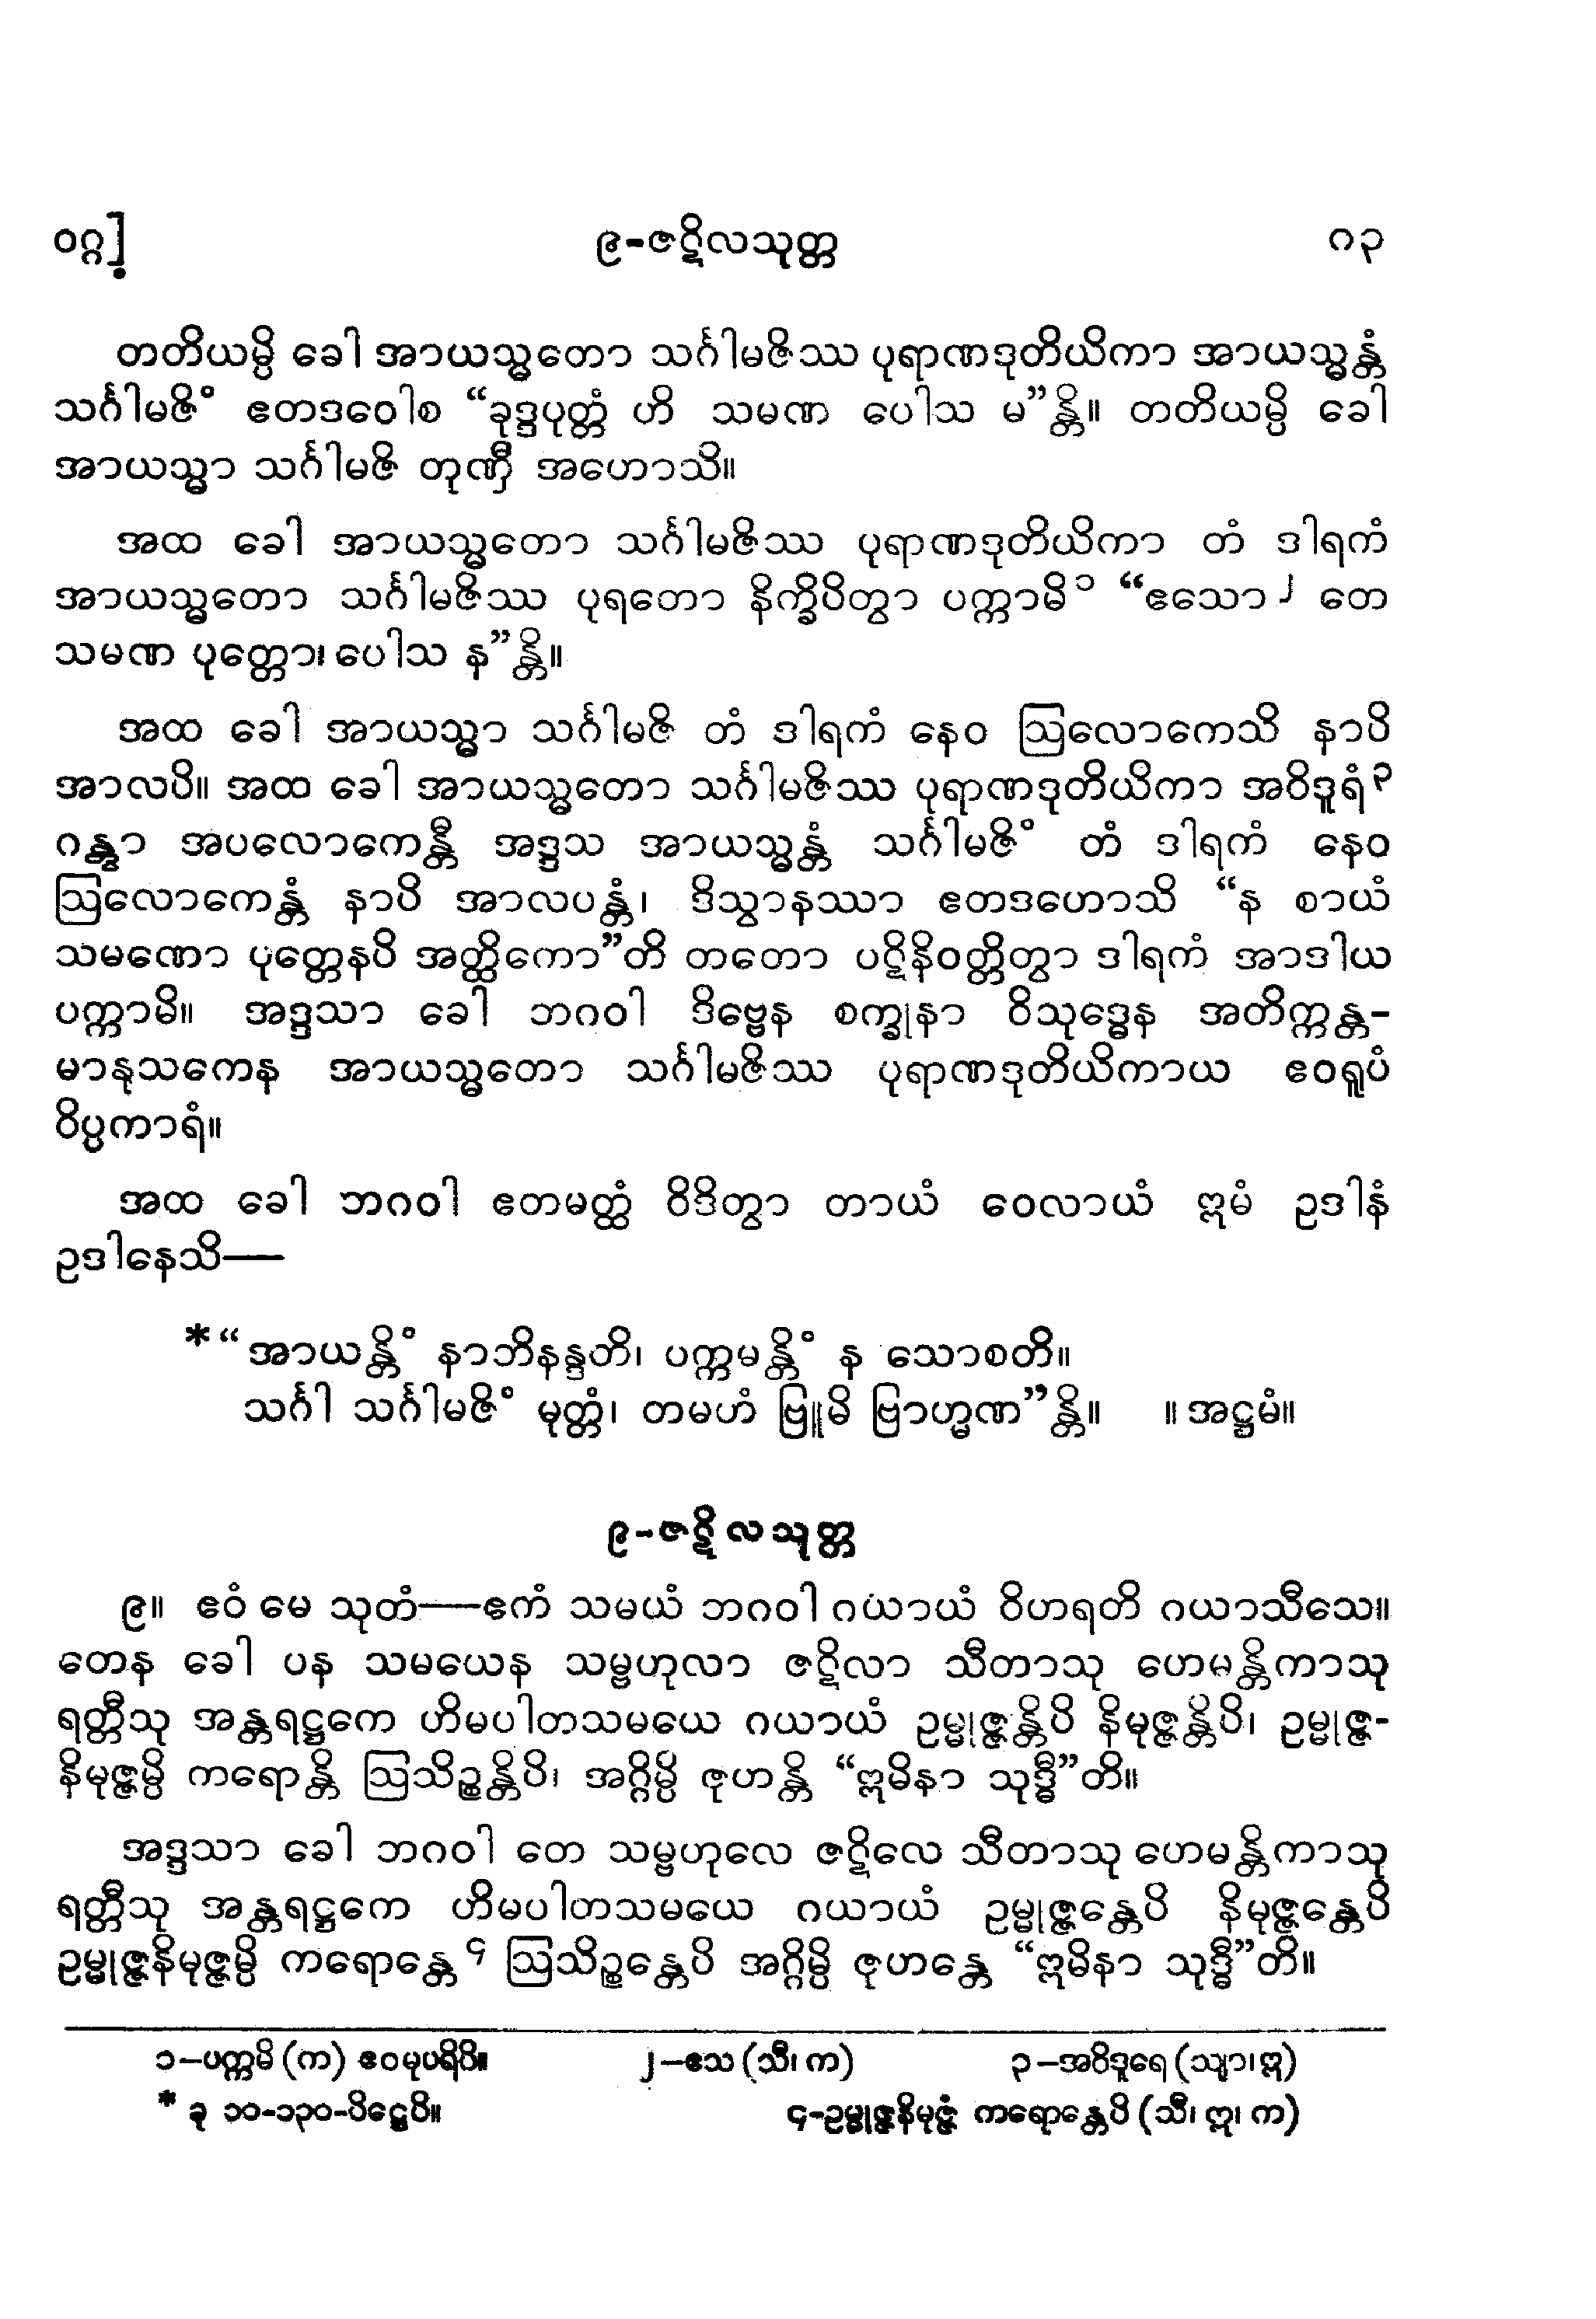 ဝဂ္ဂ]
၉-ဇဋိလသုတ္တ
ဂ၃
တတိယမ္ပိ ခေါ အာယသ္မတော သင်္ဂါမဇိဿ ပုရာဏဒုတိယိကာ အာယသ္မန္တံ
သင်္ဂါမဇိံ ဧတဒဝေါစ “ခုဒ္ဒပုတ္တံ ဟိ သမဏ ပေါသ မ”န္တိ။ တတိယမ္ပိ ခေါ
အာယသ္မာ သင်္ဂါမဇိ တုဏှီ အဟောသိ။
အထ ခေါ အာယသ္မတော သင်္ဂါမဇိဿ ပုရာဏဒုတိယိကာ တံ ဒါရကံ
အာယသ္မတော သင်္ဂါမဇိဿ ပုရတော နိက္ခိပိတွာ ပက္ကာမိ၁ “ဧသော၂ တေ
သမဏ ပုတ္တော၊ ပေါသ န”န္တိ။
အထ ခေါ အာယသ္မာ သင်္ဂါမဇိ တံ ဒါရကံ နေဝ ဩလောကေသိ နာပိ
အာလပိ။ အထ ခေါ အာယသ္မတော သင်္ဂါမဇိဿ ပုရာဏဒုတိယိကာ အဝိဒူရံ၃
ဂန္တွာ အပလောကေန္တီ အဒ္ဒသ အာယသ္မန္တံ သင်္ဂါမဇိံ တံ ဒါရကံ နေဝ
ဩလောကေန္တံ နာပိ အာလပန္တံ၊ ဒိသွာနဿာ ဧတဒဟောသိ “န စာယံ
သမဏော ပုတ္တေနပိ အတ္ထိကော”တိ တတော ပဋိနိဝတ္တိတွာ ဒါရကံ အာဒါယ
ပက္ကာမိ။ အဒ္ဒသာ ခေါ ဘဂဝါ ဒိဗ္ဗေန စက္ခုနာ ဝိသုဒ္ဓေန အတိက္ကန္တ-
မာနုသကေန အာယသ္မတော သင်္ဂါမဇိဿ ပုရာဏဒုတိယိကာယ ဧဝရူပံ
ဝိပ္ပကာရံ။
အထ ခေါ ဘဂဝါ ဧတမတ္ထံ ဝိဒိတွာ တာယံ ဝေလာယံ ဣမံ ဥဒါနံ
ဥဒါနေသိ—
*“အာယန္တိံ နာဘိနန္ဒတိ၊ ပက္ကမန္တိံ န သောစတိ။
သင်္ဂါ သင်္ဂါမဇိံ မုတ္တံ၊ တမဟံ ဗြူမိ ဗြာဟ္မဏ”န္တိ။ ။အဋ္ဌမံ။
၉-ဇဋိလသုတ္တ
၉။ ဧဝံ မေ သုတံ—ဧကံ သမယံ ဘဂဝါ ဂယာယံ ဝိဟရတိ ဂယာသီသေ။
တေန ခေါ ပန သမယေန သမ္ဗဟုလာ ဇဋိလာ သီတာသု ဟေမန္တိကာသု
ရတ္တီသု အန္တရဋ္ဌကေ ဟိမပါတသမယေ ဂယာယံ ဥမ္မုဇ္ဇန္တိပိ နိမုဇ္ဇန္တိပိ၊ ဥမ္မုဇ္ဇ-
နိမုဇ္ဇမ္ပိ ကရောန္တိ ဩသိဉ္စန္တိပိ၊ အဂ္ဂိမ္ပိ ဇုဟန္တိ “ဣမိနာ သုဒ္ဓီ”တိ။
အဒ္ဒသာ ခေါ ဘဂဝါ တေ သမ္ဗဟုလေ ဇဋိလေ သီတာသု ဟေမန္တိကာသု
ရတ္တီသု အန္တရဋ္ဌကေ ဟိမပါတသမယေ ဂယာယံ ဥမ္မုဇ္ဇန္တေပိ နိမုဇ္ဇန္တေပိ
ဥမ္မုဇ္ဇနိမုဇ္ဇမ္ပိ ကရောန္တေ၄ ဩသိဉ္စန္တေပိ အဂ္ဂိမ္ပိ ဇုဟန္တေ “ဣမိနာ သုဒ္ဓီ”တိ။
၁—ပက္ကမိ (က) ဧဝမုပရိပိ။ ၂—ဧသ (သီ၊ က) ၃—အဝိဒူရေ (သျာ၊ ဣ)
* ခု ၁၀-၁၃၀-ပိဋ္ဌေပိ။ ၄-ဥမ္မုဇ္ဇနိမုဇ္ဇံ ကရောန္တေပိ (သီ၊ ဣ၊ က)